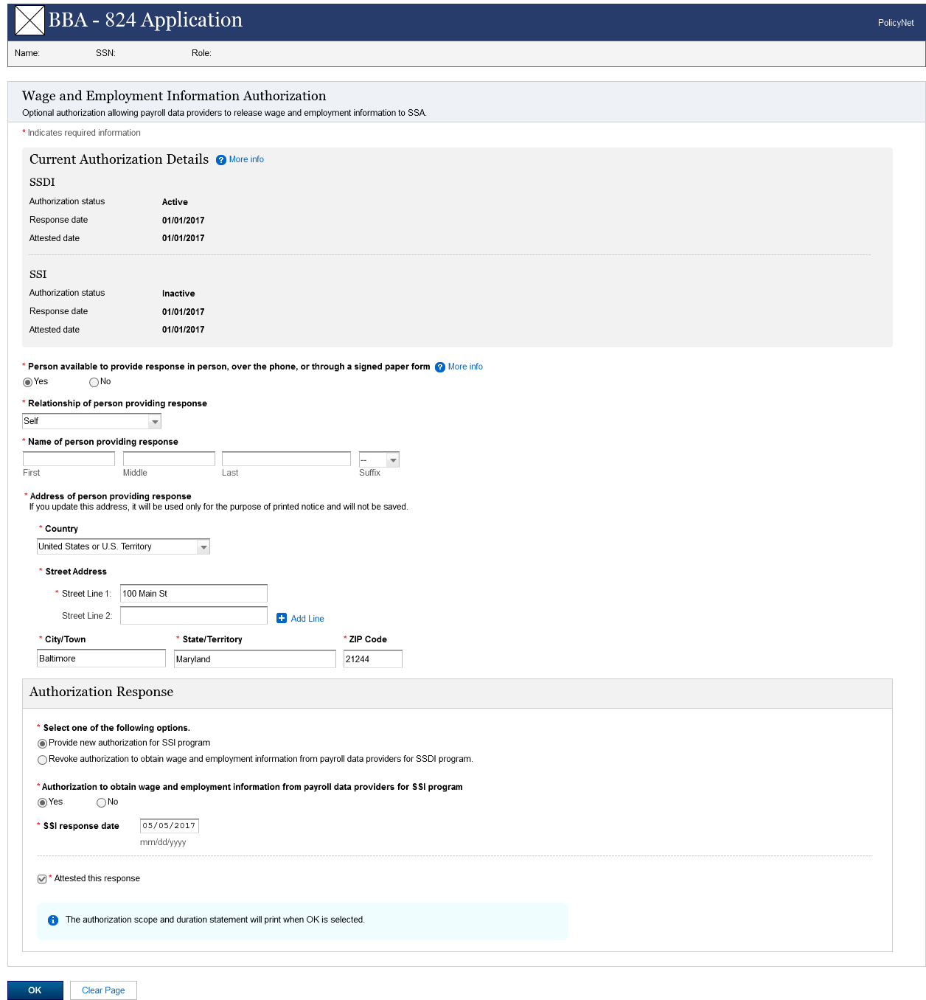 BBA - 824 Application
PolicyNet
Name: SSN: Role:
Wage and Employment Information Authorization
Optional authorization allowing payroll data providers to release wage and employment information to SSA.
* Indicates required information
Current Authorization Details ? More info
SSDI
Authorization status Active
Response date 01/01/2017
Attested date 01/01/2017
SSI
Authorization status Inactive
Response date 01/01/2017
Attested date 01/01/2017
* Person available to provide response in person, over the phone, or through a signed paper form ? More info
Yes No
* Relationship of person providing response
Self
* Name of person providing response
--
First Middle Last Suffix
* Address of person providing response
If you update this address, it will be used only for the purpose of printed notice and will not be saved.
* Country
United States or U.S. Territory
* Street Address
* Street Line 1: 100 Main St
Street Line 2:
+ Add Line
* City/Town * State/Territory * ZIP Code
Baltimore Maryland 21244
Authorization Response
* Select one of the following options.
Provide new authorization for SSI program
Revoke authorization to obtain wage and employment information from payroll data providers for SSDI program.
* Authorization to obtain wage and employment information from payroll data providers for SSI program
Yes No
* SSI response date 05/05/2017
mm/dd/yyyy
* Attested this response
i The authorization scope and duration statement will print when OK is selected.
OK Clear Page